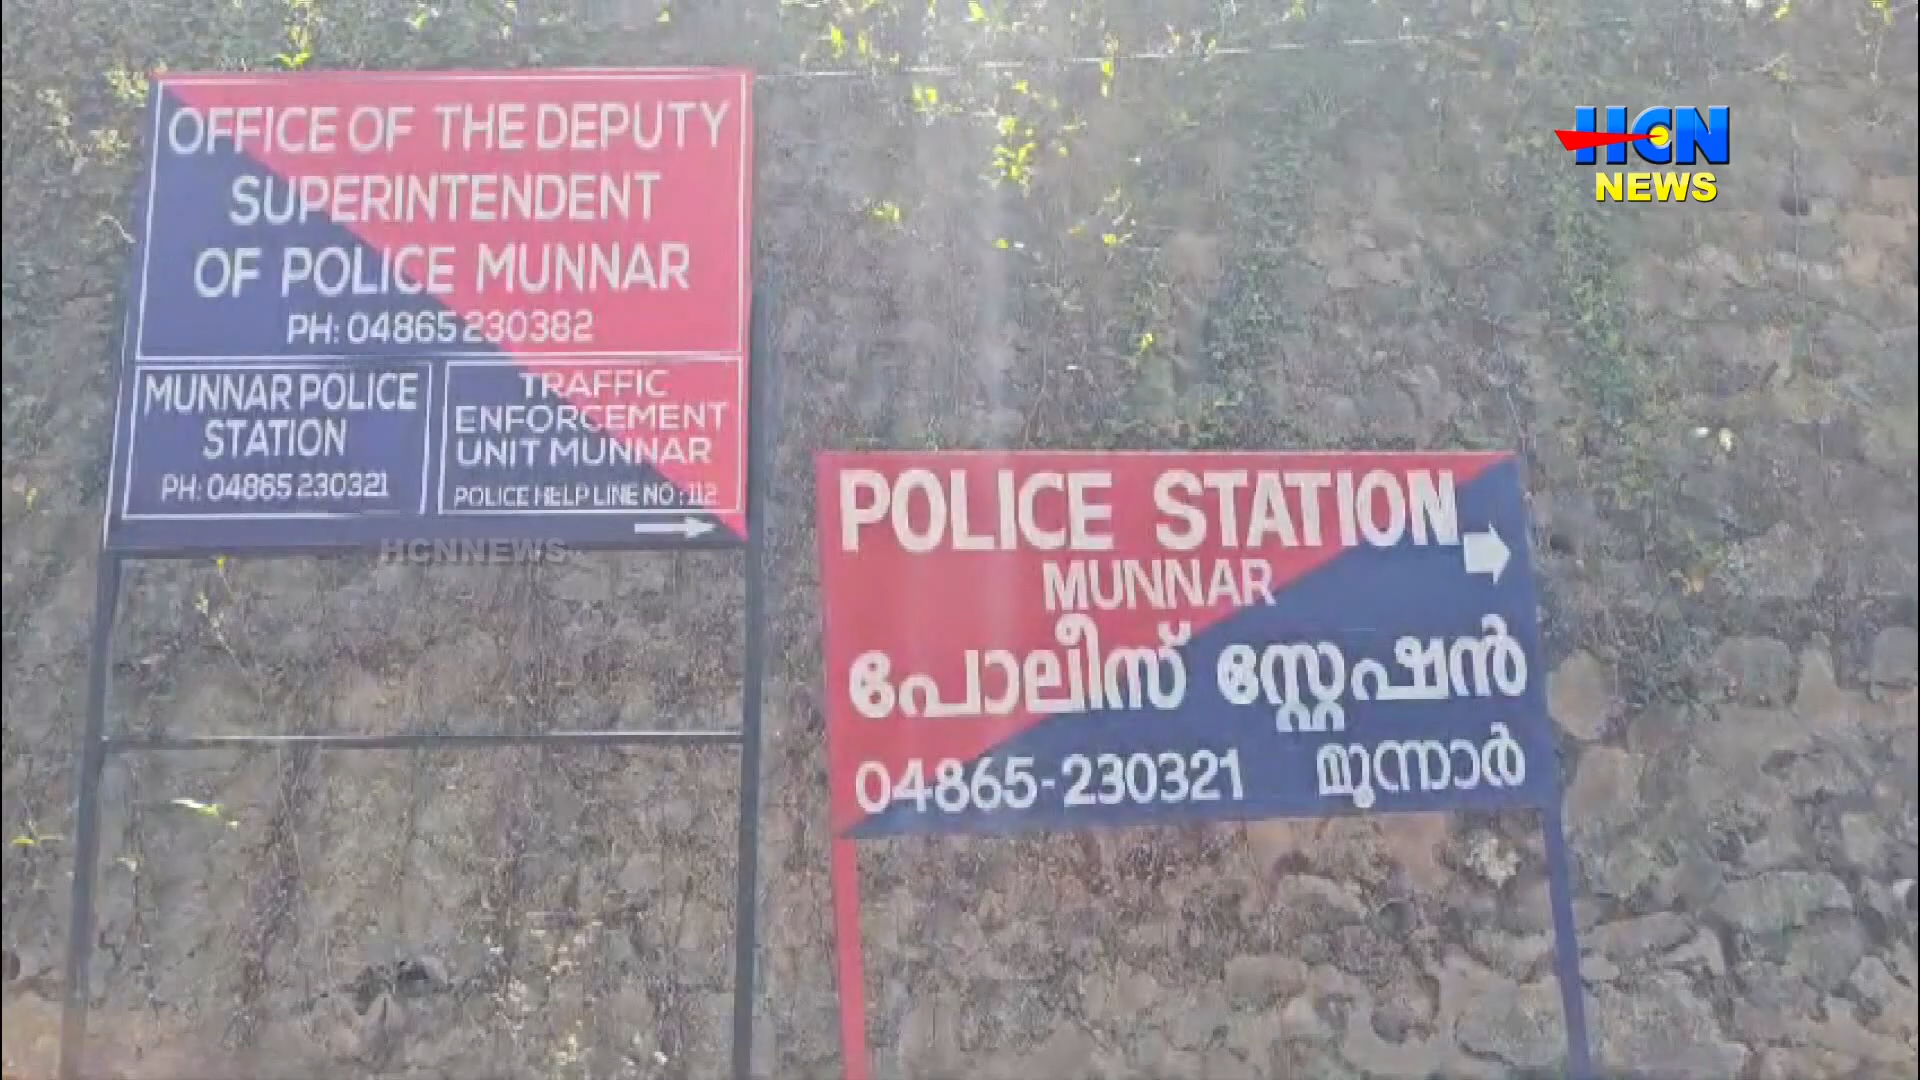 OFFICE OF THE DEPUTY
SUPERINTENDENT
OF POLICE MUNNAR
PH: 04865 230382
MUNNAR POLICE
STATION
PH: 04865 230321
TRAFFIC
ENFORCEMENT
UNIT MUNNAR
POLICE HELP LINE NO : 112
HCNNEWS
POLICE STATION
MUNNAR
പോലീസ് സ്റ്റേഷൻ
04865-230321 മൂന്നാർ
HCN
NEWS